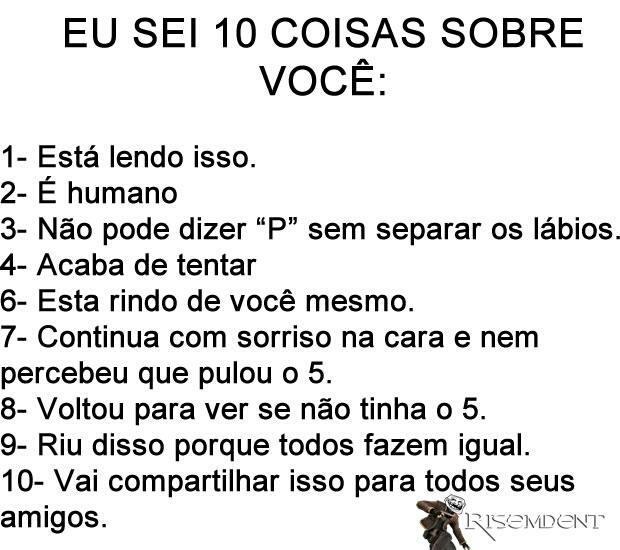 EU SEI 10 COISAS SOBRE
VOCÊ:
1- Está lendo isso.
2- É humano
3- Não pode dizer “P” sem separar os lábios.
4- Acaba de tentar
6- Esta rindo de você mesmo.
7- Continua com sorriso na cara e nem
percebeu que pulou o 5.
8- Voltou para ver se não tinha o 5.
9- Riu disso porque todos fazem igual.
10- Vai compartilhar isso para todos seus
amigos.
RISEMDENT